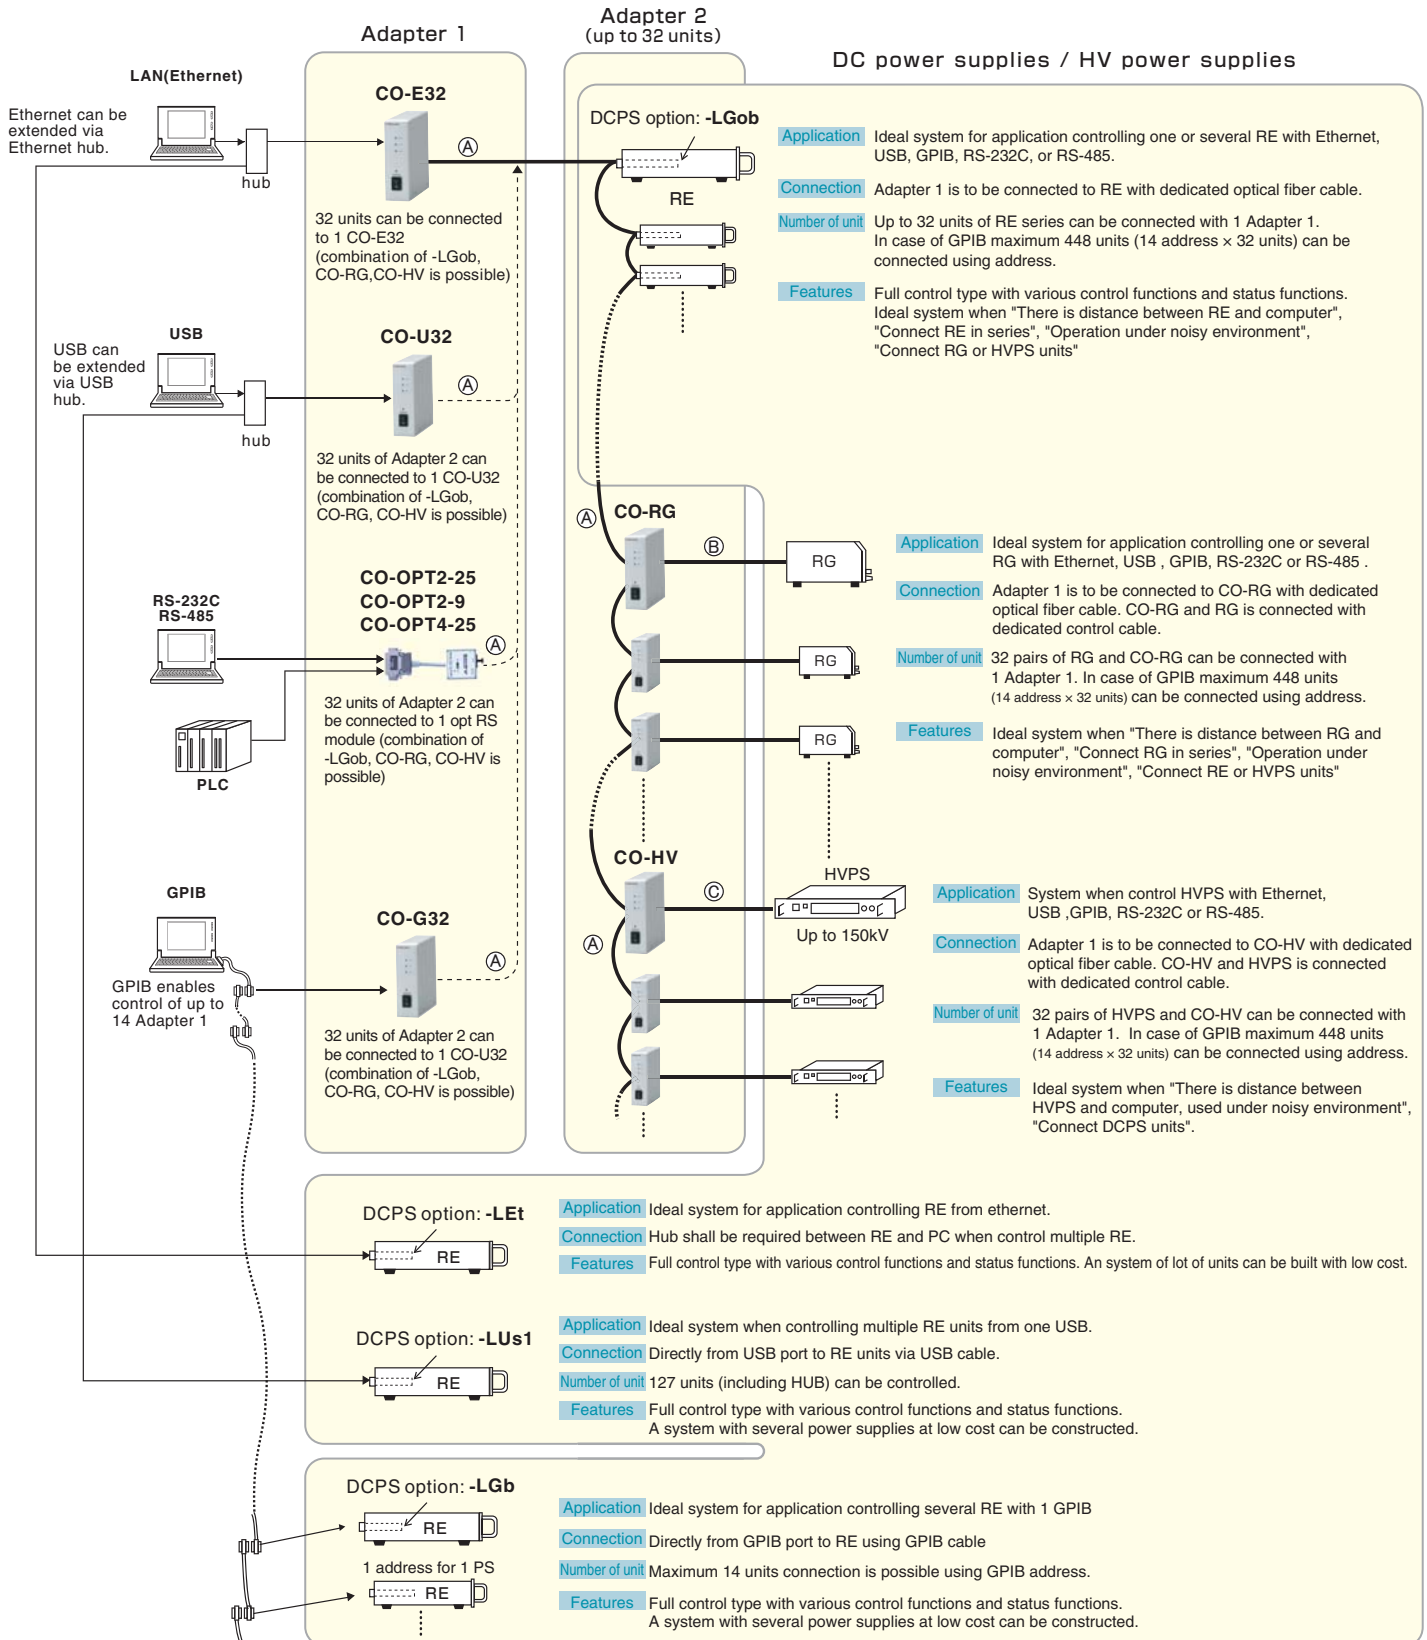 Adapter 1
Adapter 2
(up to 32 units)
DC power supplies / HV power supplies
LAN(Ethernet)
Ethernet can be
extended via
Ethernet hub.
hub
CO-E32
A
32 units can be connected
to 1 CO-E32
(combination of -LGob,
CO-RG,CO-HV is possible)
DCPS option: -LGob
RE
Application Ideal system for application controlling one or several RE with Ethernet,
USB, GPIB, RS-232C, or RS-485.
Connection Adapter 1 is to be connected to RE with dedicated optical fiber cable.
Number of unit Up to 32 units of RE series can be connected with 1 Adapter 1.
In case of GPIB maximum 448 units (14 address × 32 units) can be
connected using address.
Features Full control type with various control functions and status functions.
Ideal system when "There is distance between RE and computer",
"Connect RE in series", "Operation under noisy environment",
"Connect RG or HVPS units"
USB
USB can
be extended
via USB
hub.
hub
CO-U32
A
32 units of Adapter 2 can
be connected to 1 CO-U32
(combination of -LGob,
CO-RG, CO-HV is possible)
A
CO-RG
B
RG
RG
RG
Application Ideal system for application controlling one or several
RG with Ethernet, USB , GPIB, RS-232C or RS-485 .
Connection Adapter 1 is to be connected to CO-RG with dedicated
optical fiber cable. CO-RG and RG is connected with
dedicated control cable.
Number of unit 32 pairs of RG and CO-RG can be connected with
1 Adapter 1. In case of GPIB maximum 448 units
(14 address × 32 units) can be connected using address.
Features Ideal system when "There is distance between RG and
computer", "Connect RG in series", "Operation under
noisy environment", "Connect RE or HVPS units"
RS-232C
RS-485
PLC
CO-OPT2-25
CO-OPT2-9
CO-OPT4-25
A
32 units of Adapter 2 can
be connected to 1 opt RS
module (combination of
-LGob, CO-RG, CO-HV is
possible)
CO-HV
A
C
HVPS
Up to 150kV
Application System when control HVPS with Ethernet,
USB ,GPIB, RS-232C or RS-485.
Connection Adapter 1 is to be connected to CO-HV with dedicated
optical fiber cable. CO-HV and HVPS is connected
with dedicated control cable.
Number of unit 32 pairs of HVPS and CO-HV can be connected with
1 Adapter 1. In case of GPIB maximum 448 units
(14 address × 32 units) can be connected using address.
Features Ideal system when "There is distance between
HVPS and computer, used under noisy environment",
"Connect DCPS units".
GPIB
GPIB enables
control of up to
14 Adapter 1
CO-G32
A
32 units of Adapter 2 can
be connected to 1 CO-U32
(combination of -LGob,
CO-RG, CO-HV is possible)
DCPS option: -LEt
RE
Application Ideal system for application controlling RE from ethernet.
Connection Hub shall be required between RE and PC when control multiple RE.
Features Full control type with various control functions and status functions. An system of lot of units can be built with low cost.
DCPS option: -LUs1
RE
Application Ideal system when controlling multiple RE units from one USB.
Connection Directly from USB port to RE units via USB cable.
Number of unit 127 units (including HUB) can be controlled.
Features Full control type with various control functions and status functions.
A system with several power supplies at low cost can be constructed.
DCPS option: -LGb
RE
1 address for 1 PS
RE
Application Ideal system for application controlling several RE with 1 GPIB
Connection Directly from GPIB port to RE using GPIB cable
Number of unit Maximum 14 units connection is possible using GPIB address.
Features Full control type with various control functions and status functions.
A system with several power supplies at low cost can be constructed.